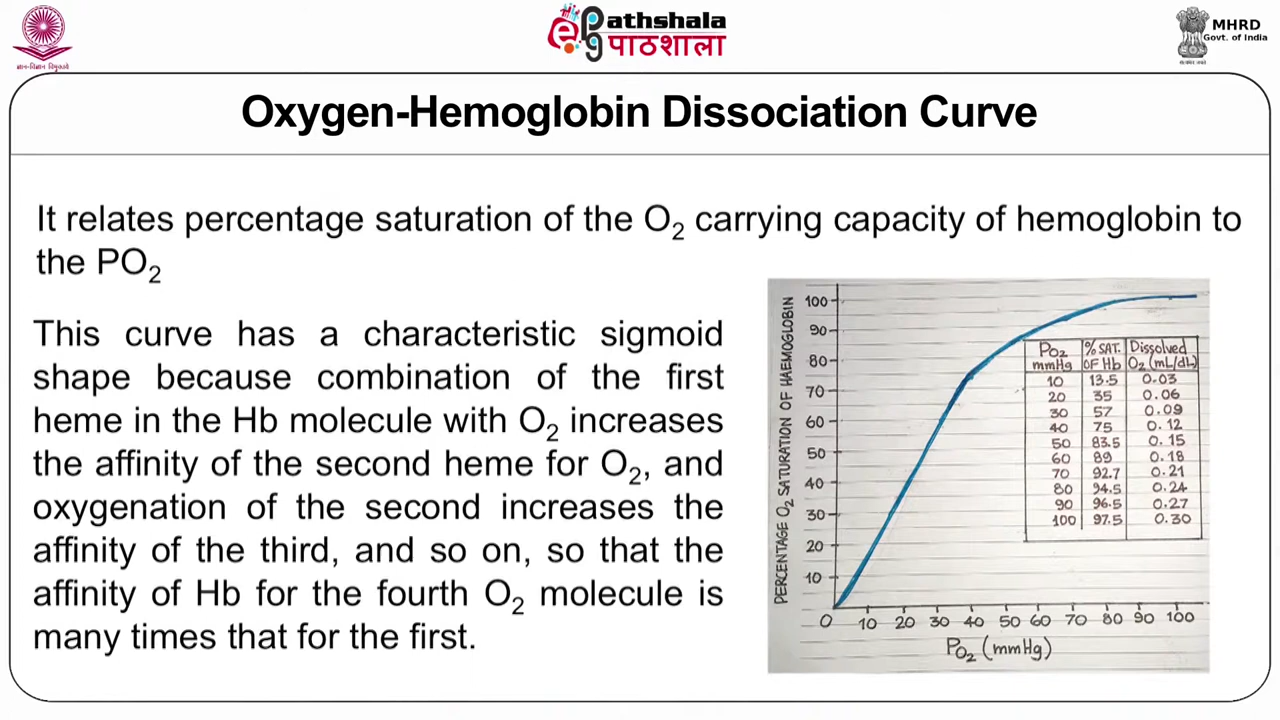 ज्ञान-विज्ञान विमुक्तये
ePathshala
पाठशाला
MHRD
Govt. of India
सत्यमेव जयते
Oxygen-Hemoglobin Dissociation Curve
It relates percentage saturation of the O₂ carrying capacity of hemoglobin to
the PO₂
This curve has a characteristic sigmoid
shape because combination of the first
heme in the Hb molecule with O₂ increases
the affinity of the second heme for O₂, and
oxygenation of the second increases the
affinity of the third, and so on, so that the
affinity of Hb for the fourth O₂ molecule is
many times that for the first.
PERCENTAGE O₂ SATURATION OF HAEMOGLOBIN
100
90
80
70
60
50
40
30
20
10
0 10 20 30 40 50 60 70 80 90 100
PO₂ (mmHg)
PO₂ % SAT. Dissolved
mmHg OF Hb O₂ (mL/dL)
10 13.5 0.03
20 35 0.06
30 57 0.09
40 75 0.12
50 83.5 0.15
60 89 0.18
70 92.7 0.21
80 94.5 0.24
90 96.5 0.27
100 97.5 0.30